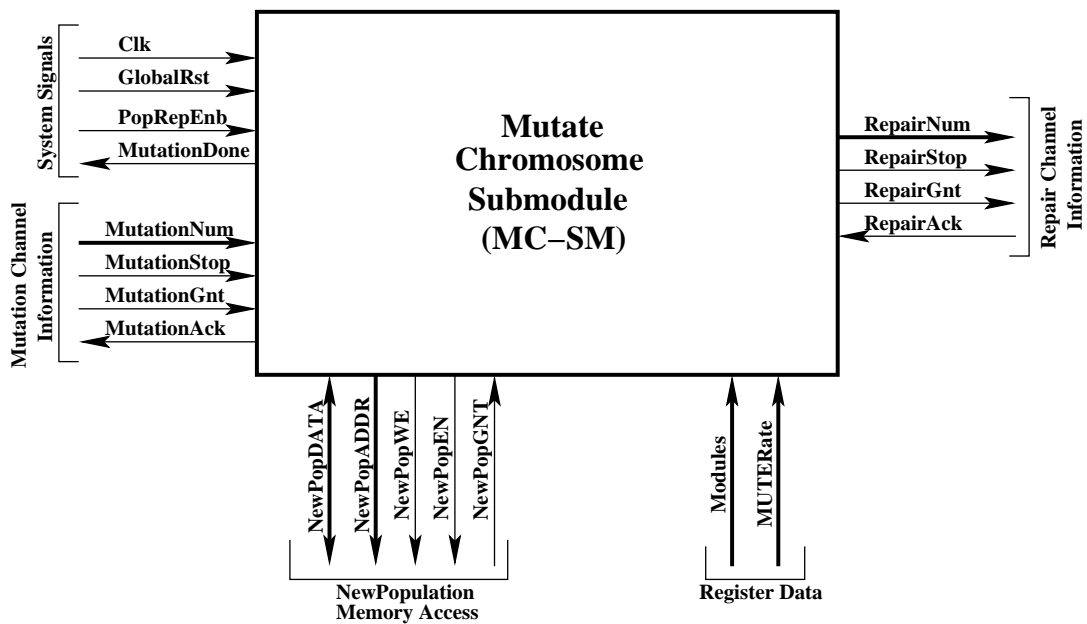 System Signals
Clk
GlobalRst
PopRepEnb
MutationDone
Mutation Channel
Information
MutationNum
MutationStop
MutationGnt
MutationAck
Mutate
Chromosome
Submodule
(MC−SM)
RepairNum
RepairStop
RepairGnt
RepairAck
Repair Channel
Information
NewPopDATA
NewPopADDR
NewPopWE
NewPopEN
NewPopGNT
NewPopulation
Memory Access
Modules
MUTERate
Register Data